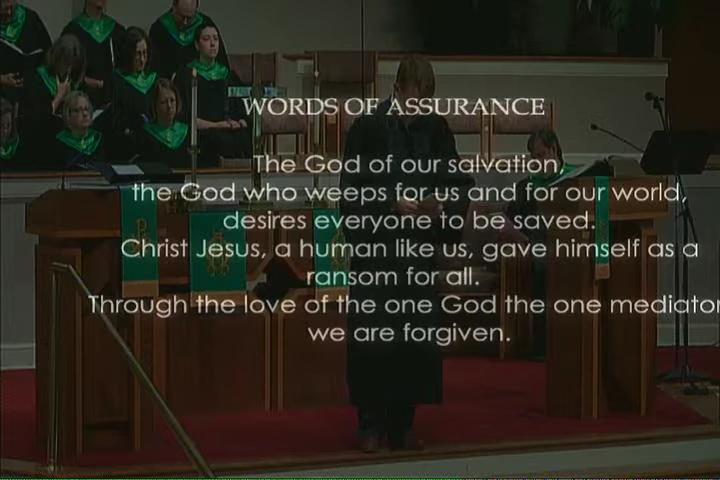 WORDS OF ASSURANCE
The God of our salvation,
the God who weeps for us and for our world,
desires everyone to be saved.
Christ Jesus, a human like us, gave himself as a
ransom for all.
Through the love of the one God the one mediator
we are forgiven.